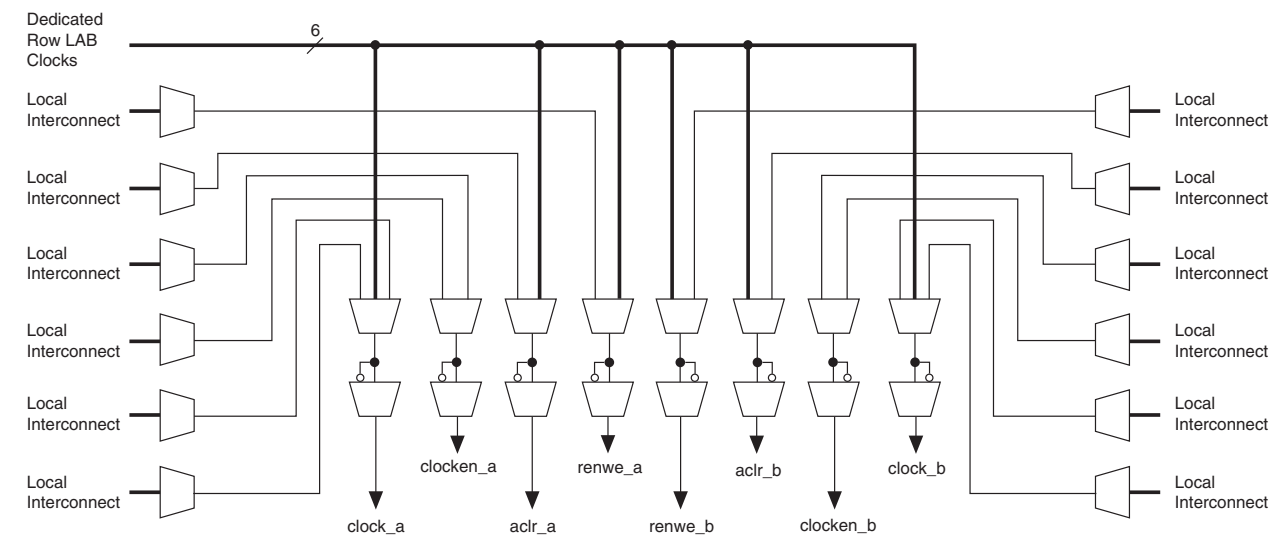 Dedicated
Row LAB
Clocks
6
Local
Interconnect
Local
Interconnect
Local
Interconnect
Local
Interconnect
Local
Interconnect
Local
Interconnect
Local
Interconnect
Local
Interconnect
Local
Interconnect
Local
Interconnect
Local
Interconnect
Local
Interconnect
clocken_a
renwe_a
aclr_b
clock_b
clock_a
aclr_a
renwe_b
clocken_b